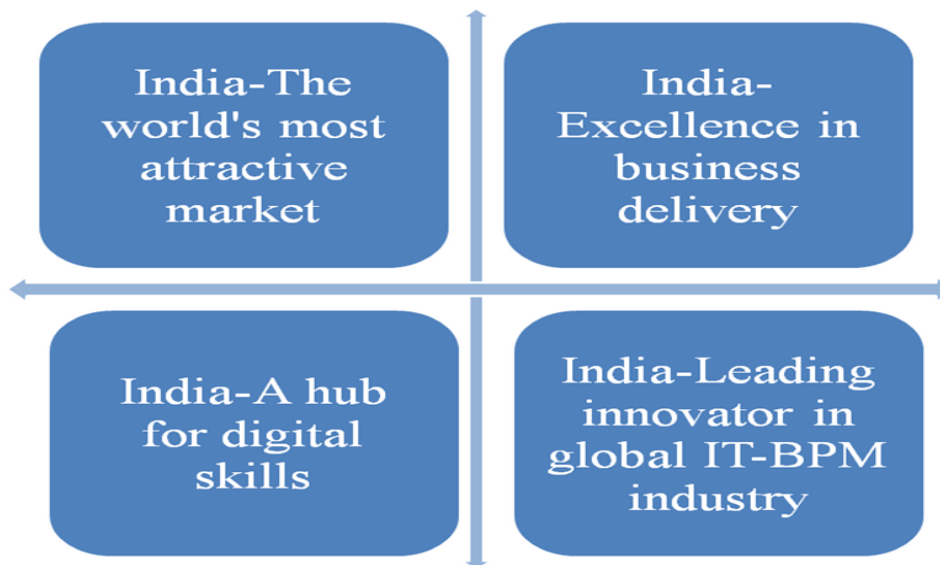 India-The
world's most
attractive
market
India-
Excellence in
business
delivery
India-A hub
for digital
skills
India-Leading
innovator in
global IT-BPM
industry